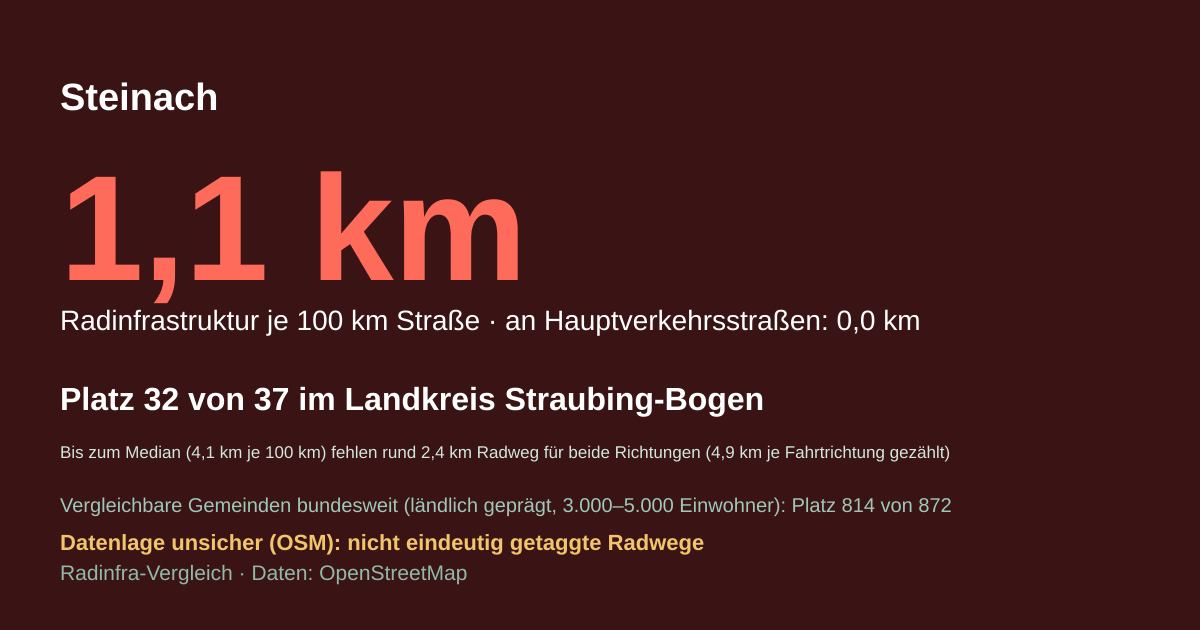 Steinach
1,1 km
Radinfrastruktur je 100 km Straße · an Hauptverkehrsstraßen: 0,0 km
Platz 32 von 37 im Landkreis Straubing-Bogen
Bis zum Median (4,1 km je 100 km) fehlen rund 2,4 km Radweg für beide Richtungen (4,9 km je Fahrtrichtung gezählt)
Vergleichbare Gemeinden bundesweit (ländlich geprägt, 3.000–5.000 Einwohner): Platz 814 von 872
Datenlage unsicher (OSM): nicht eindeutig getaggte Radwege
Radinfra-Vergleich · Daten: OpenStreetMap